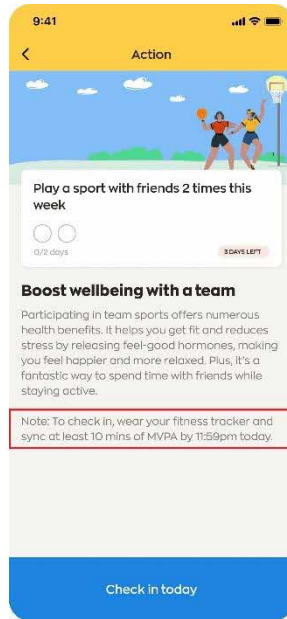 9:41
Action
Play a sport with friends 2 times this
week
0/2 days
3 DAYS LEFT
Boost wellbeing with a team
Participating in team sports offers numerous
health benefits. It helps you get fit and reduces
stress by releasing feel-good hormones, making
you feel happier and more relaxed. Plus, it's a
fantastic way to spend time with friends while
staying active.
Note: To check in, wear your fitness tracker and
sync at least 10 mins of MVPA by 11:59pm today.
Check in today